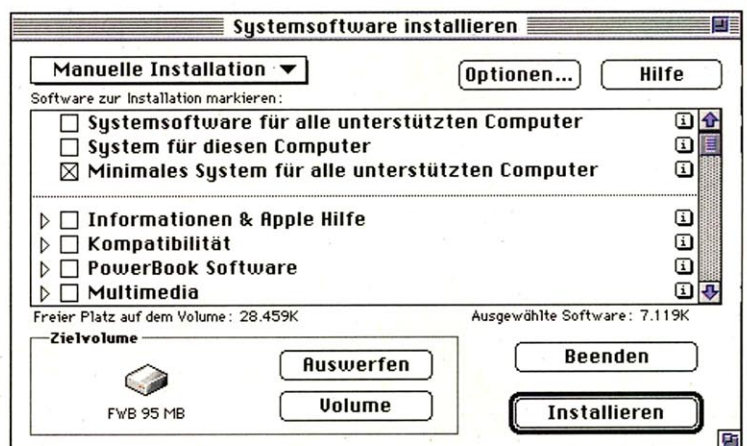 Systemsoftware installieren
Manuelle Installation
Optionen...
Hilfe
Software zur Installation markieren:
Systemsoftware für alle unterstützten Computer
System für diesen Computer
Minimales System für alle unterstützten Computer
Informationen & Apple Hilfe
Kompatibilität
PowerBook Software
Multimedia
Freier Platz auf dem Volume: 28.459K
Ausgewählte Software: 7.119K
Zielvolume
FWB 95 MB
Auswerfen
Volume
Beenden
Installieren